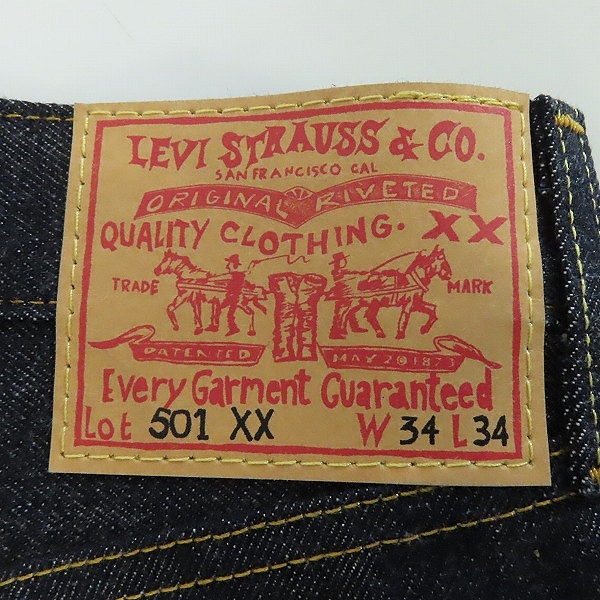 LEVI STRAUSS & CO.
SAN FRANCISCO CAL
ORIGINAL RIVETED
QUALITY CLOTHING. XX
TRADE MARK
PATENTED MAY 20 1873
Every Garment Guaranteed
Lot 501 XX W 34 L 34